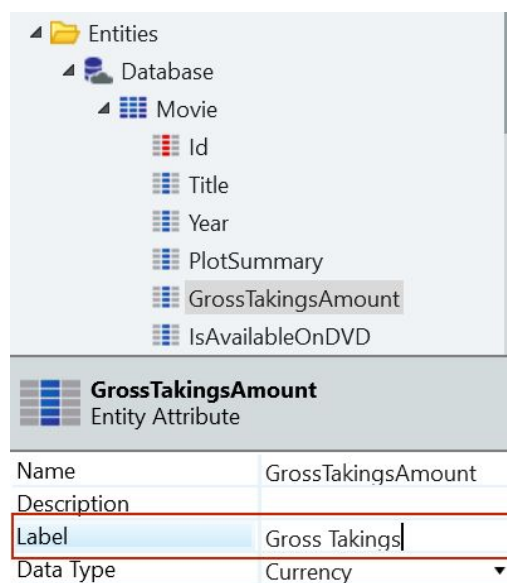 Entities
Database
Movie
Id
Title
Year
PlotSummary
GrossTakingsAmount
IsAvailableOnDVD
GrossTakingsAmount
Entity Attribute
Name GrossTakingsAmount
Description
Label Gross Takings
Data Type Currency